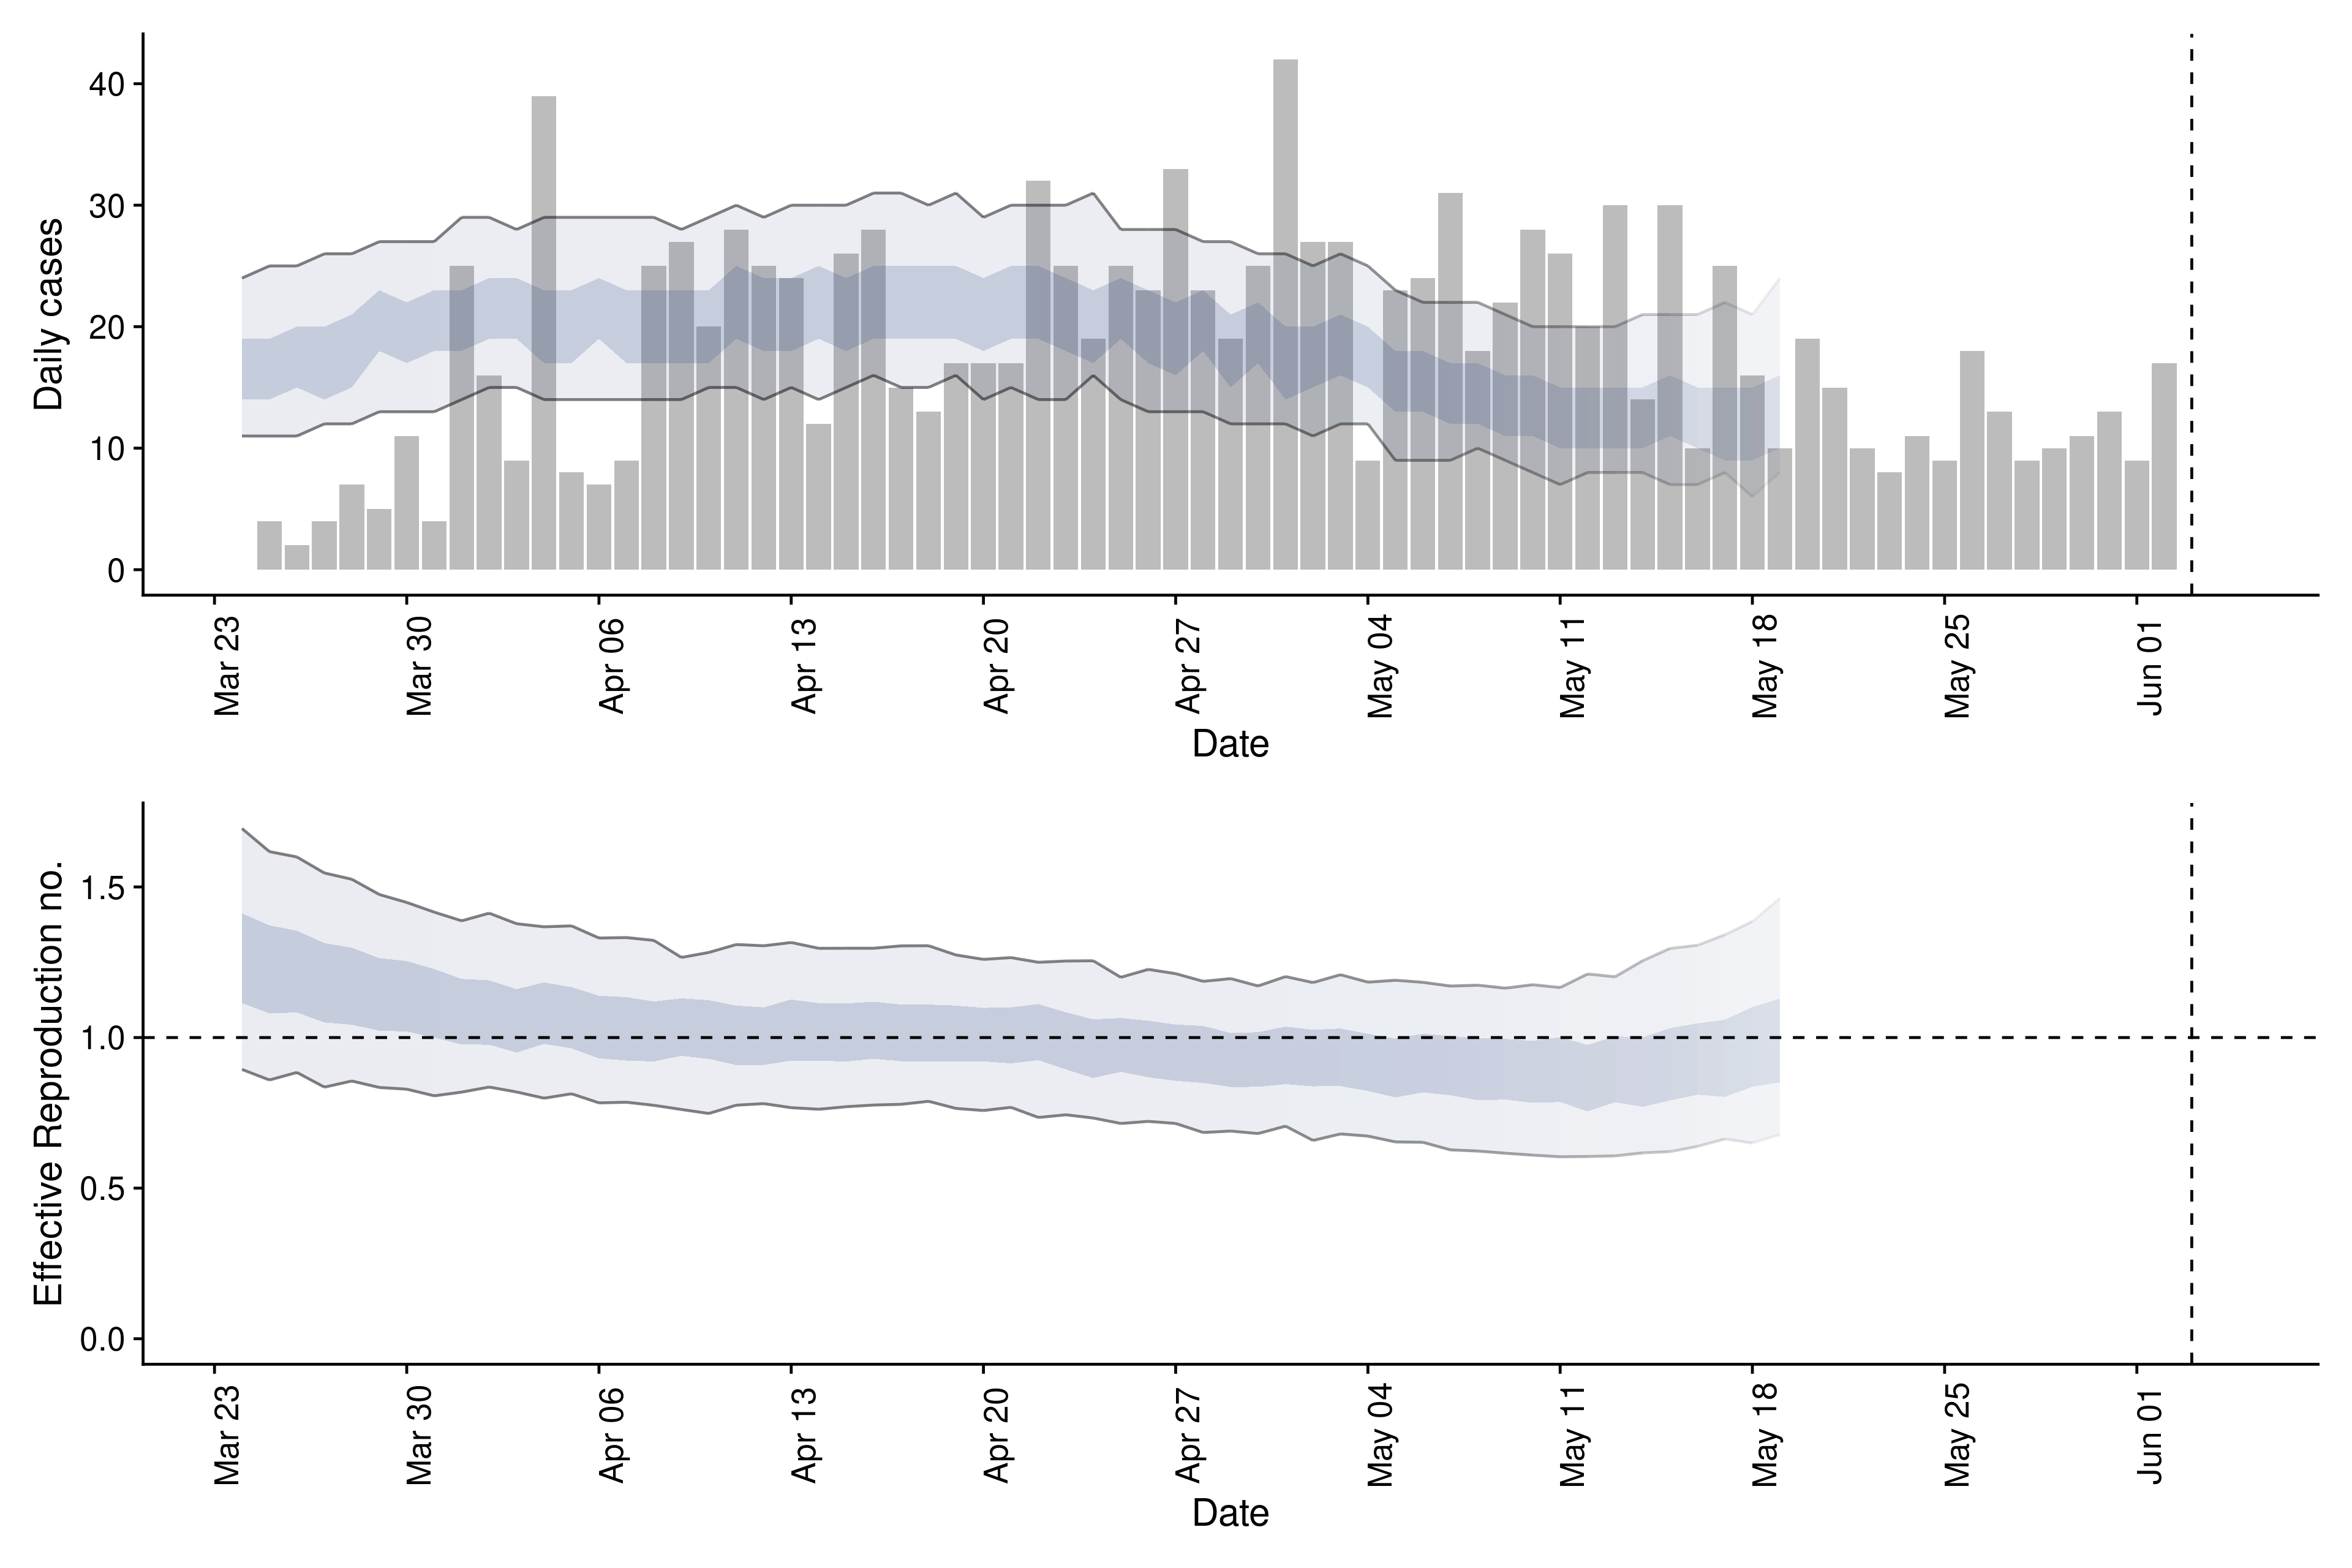 Daily cases
40
30
20
10
0
Mar 23
Mar 30
Apr 06
Apr 13
Apr 20
Apr 27
May 04
May 11
May 18
May 25
Jun 01
Date
Effective Reproduction no.
1.5
1.0
0.5
0.0
Mar 23
Mar 30
Apr 06
Apr 13
Apr 20
Apr 27
May 04
May 11
May 18
May 25
Jun 01
Date